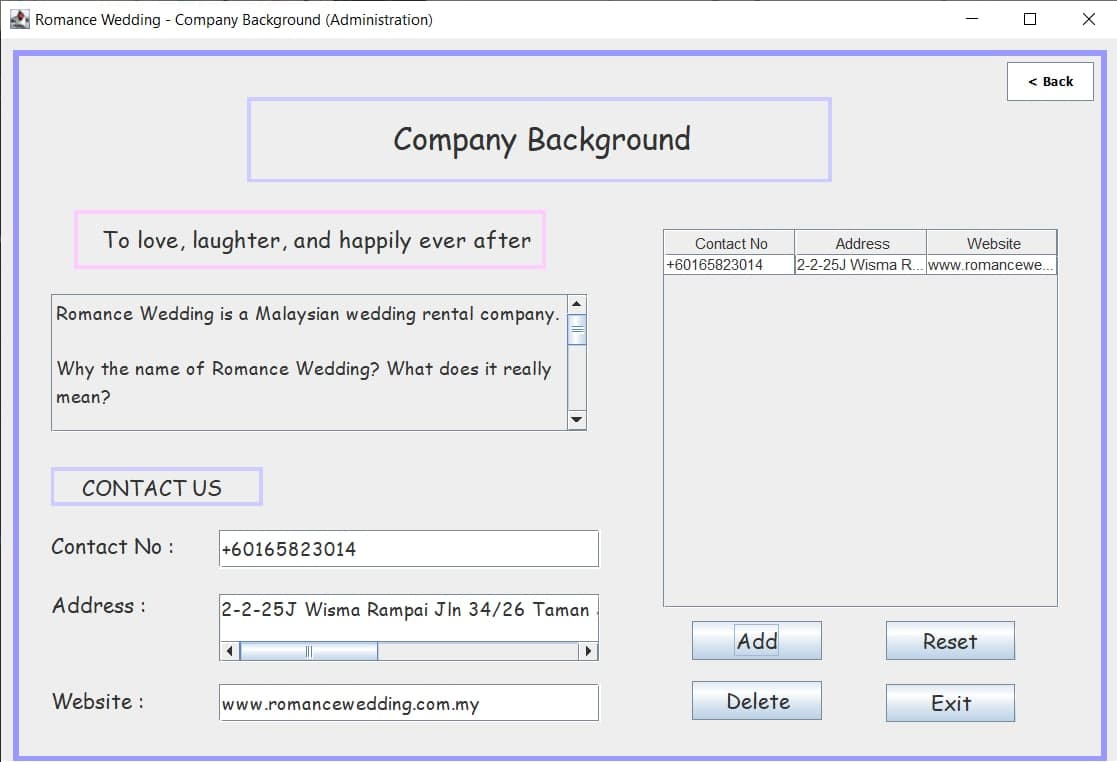 Romance Wedding - Company Background (Administration)
< Back
Company Background
To love, laughter, and happily ever after
Romance Wedding is a Malaysian wedding rental company.
Why the name of Romance Wedding? What does it really
mean?
CONTACT US
Contact No :
+60165823014
Address :
2-2-25J Wisma Rampai Jln 34/26 Taman
Website :
www.romancewedding.com.my
Contact No Address Website
+60165823014 2-2-25J Wisma R... www.romancewe...
Add Reset
Delete Exit